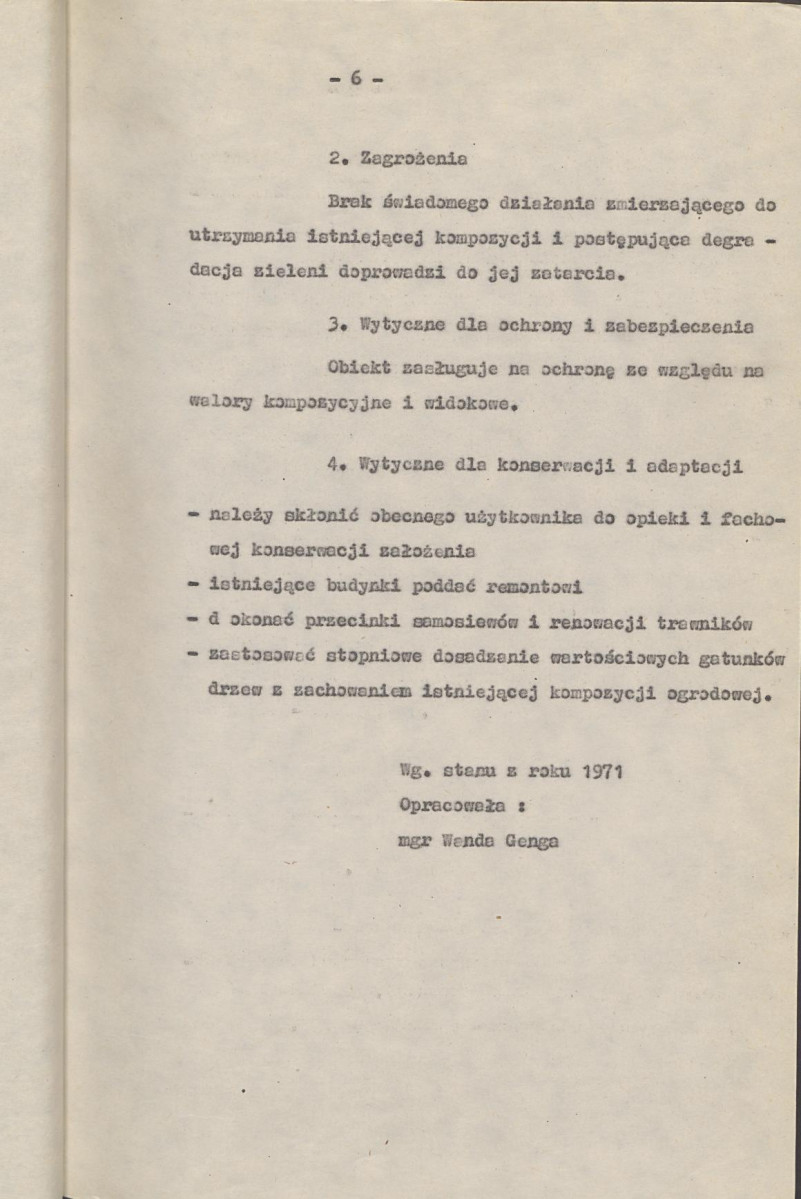 - 6 -
2. Zagrożenia
Brak świadomego działania zmierzającego do
utrzymania istniejącej kompozycji i postępująca degra -
dacja zieleni doprowadzi do jej zatarcia.
3. Wytyczne dla ochrony i zabezpieczenia
Obiekt zasługuje na ochronę ze względu na
walory kompozycyjne i widokowe.
4. Wytyczne dla konserwacji i adaptacji
- należy skłonić obecnego użytkownika do opieki i facho-
wej konserwacji założenia
- istniejące budynki poddać remontowi
- d okonać przecinki samosiewów i renowacji trawników
- zastosować stopniowe dosadzanie wartościowych gatunków
drzew z zachowaniem istniejącej kompozycji ogrodowej.
Wg. stanu z roku 1971
Opracowała :
mgr Wanda Genga